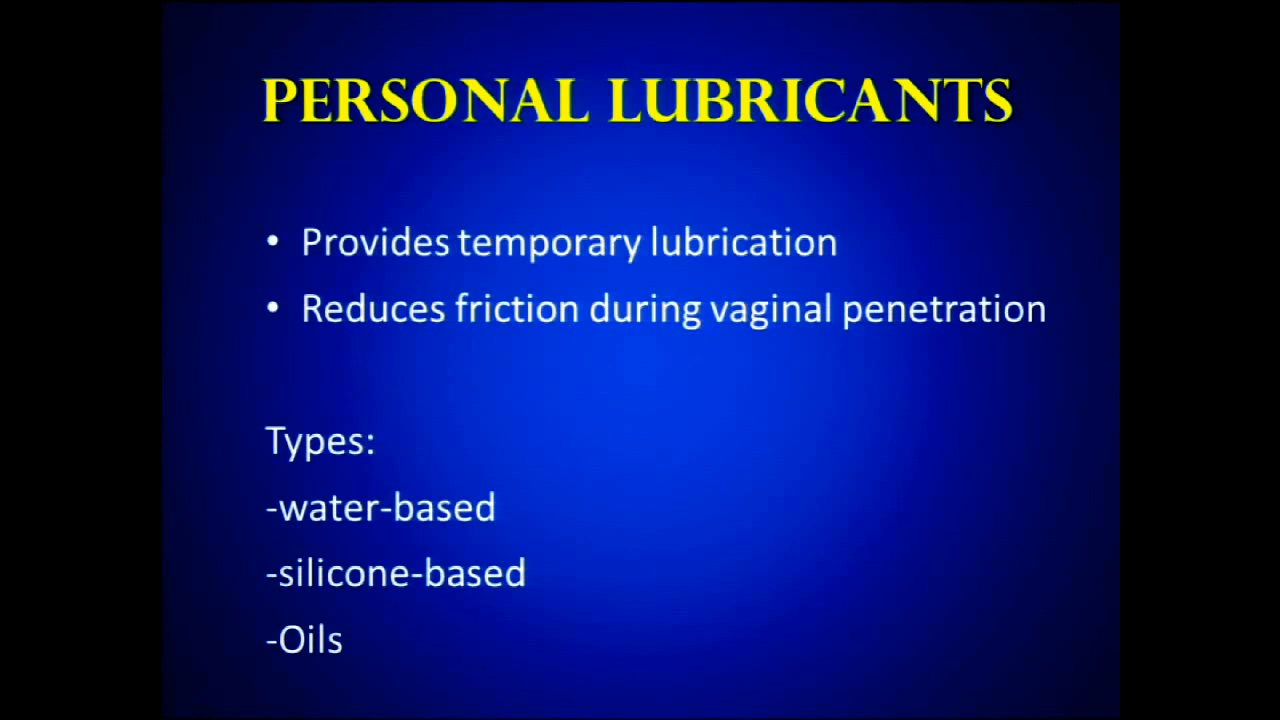 PERSONAL LUBRICANTS
• Provides temporary lubrication
• Reduces friction during vaginal penetration
Types:
-water-based
-silicone-based
-Oils